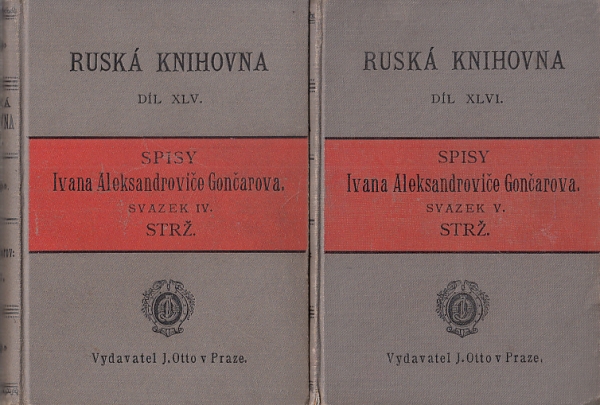 RUSKÁ KNIHOVNA
DÍL XLV.
SPISY
Ivana Aleksandroviče Gončarova.
SVAZEK IV.
STRŽ.
Vydavatel J. Otto v Praze.
RUSKÁ KNIHOVNA
DÍL XLVI.
SPISY
Ivana Aleksandroviče Gončarova.
SVAZEK V.
STRŽ.
Vydavatel J. Otto v Praze.